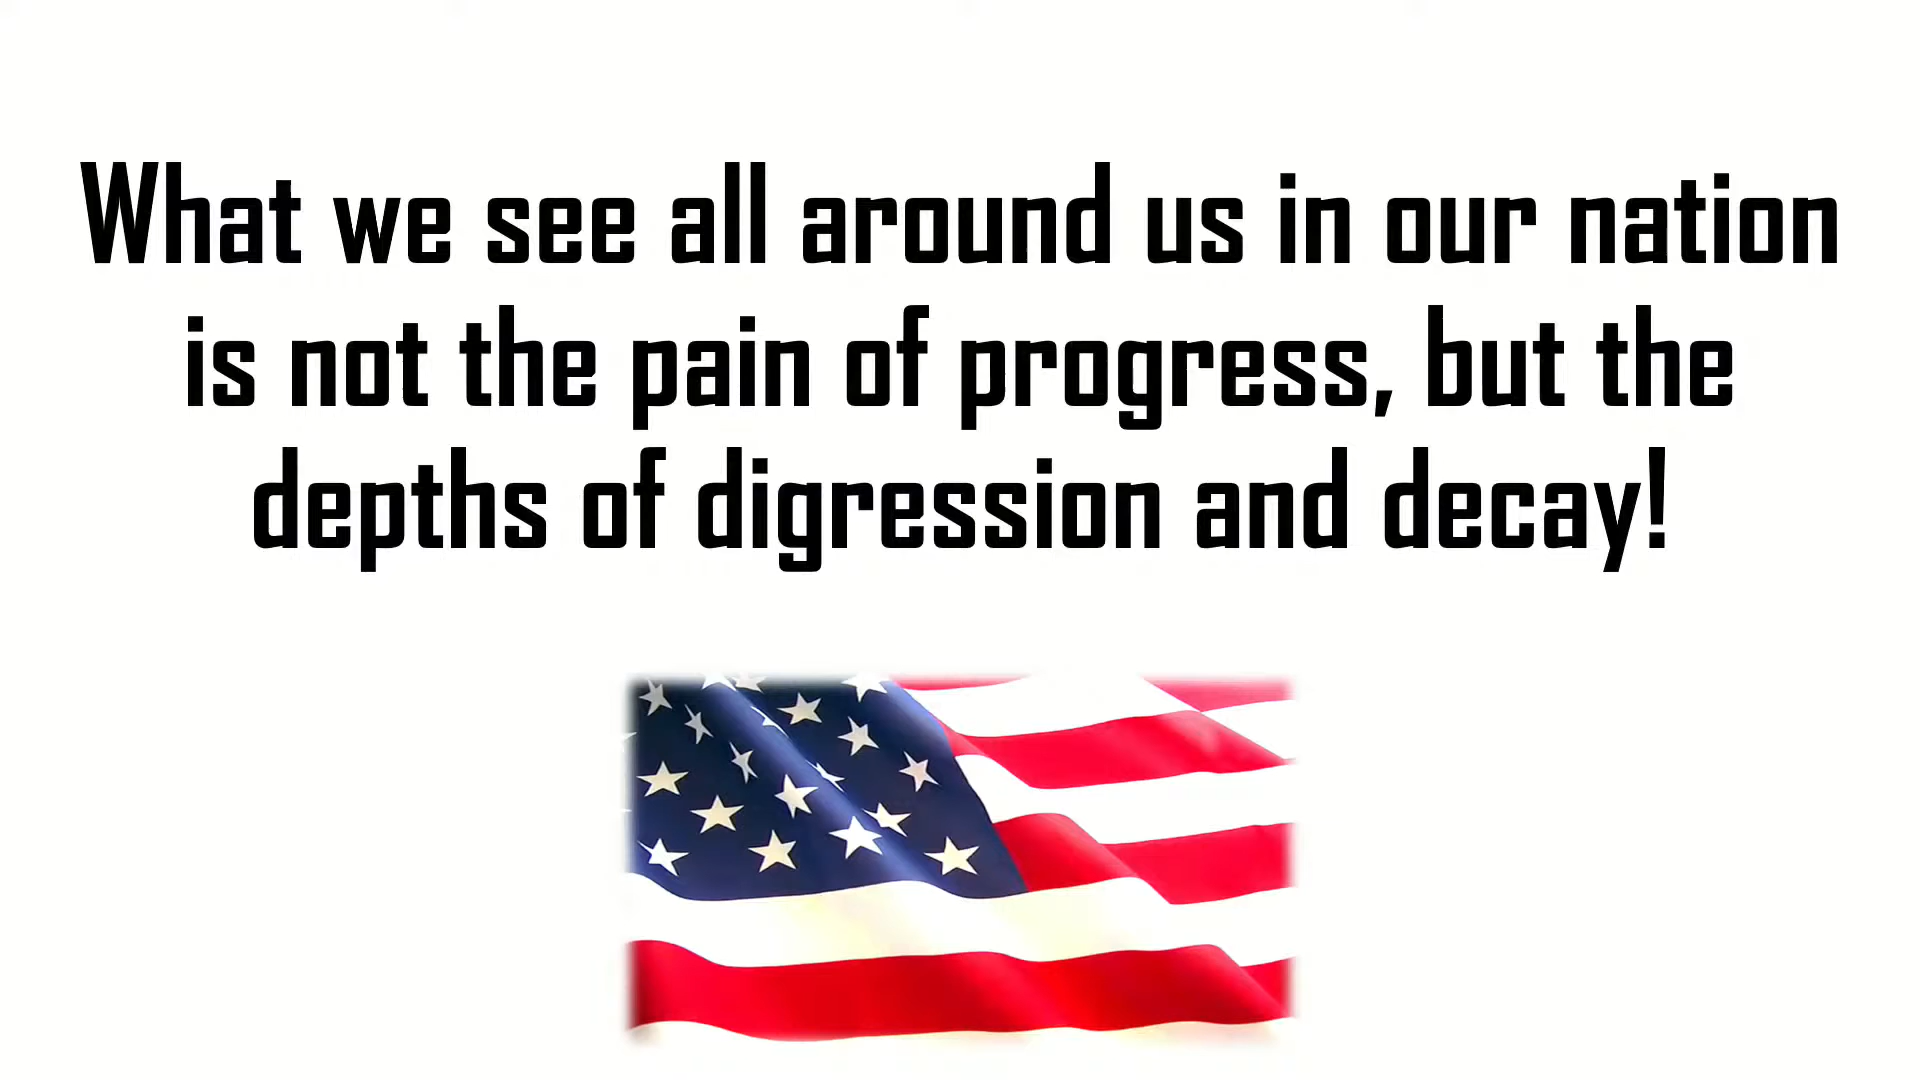 What we see all around us in our nation
is not the pain of progress, but the
depths of digression and decay!